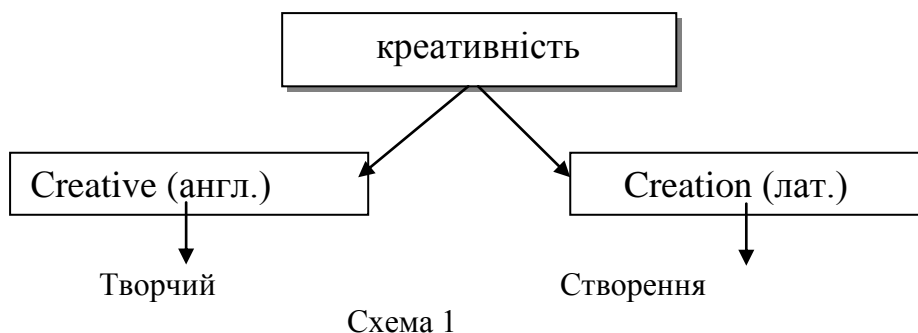 креативність
Creative (англ.)
Creation (лат.)
Творчий
Створення
Схема 1